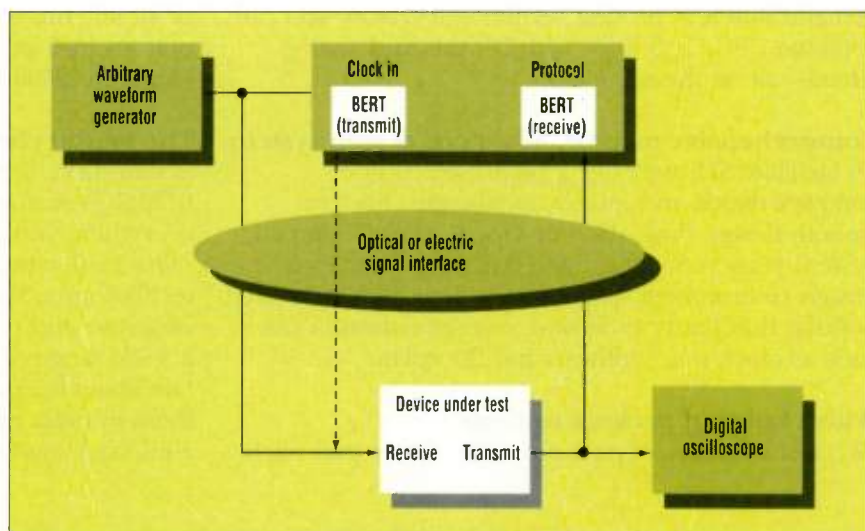 Arbitrary
waveform
generator
Clock in
BERT
(transmit)
Protocol
BERT
(receive)
Optical or electric
signal interface
Device under test
Receive Transmit
Digital
oscilloscope